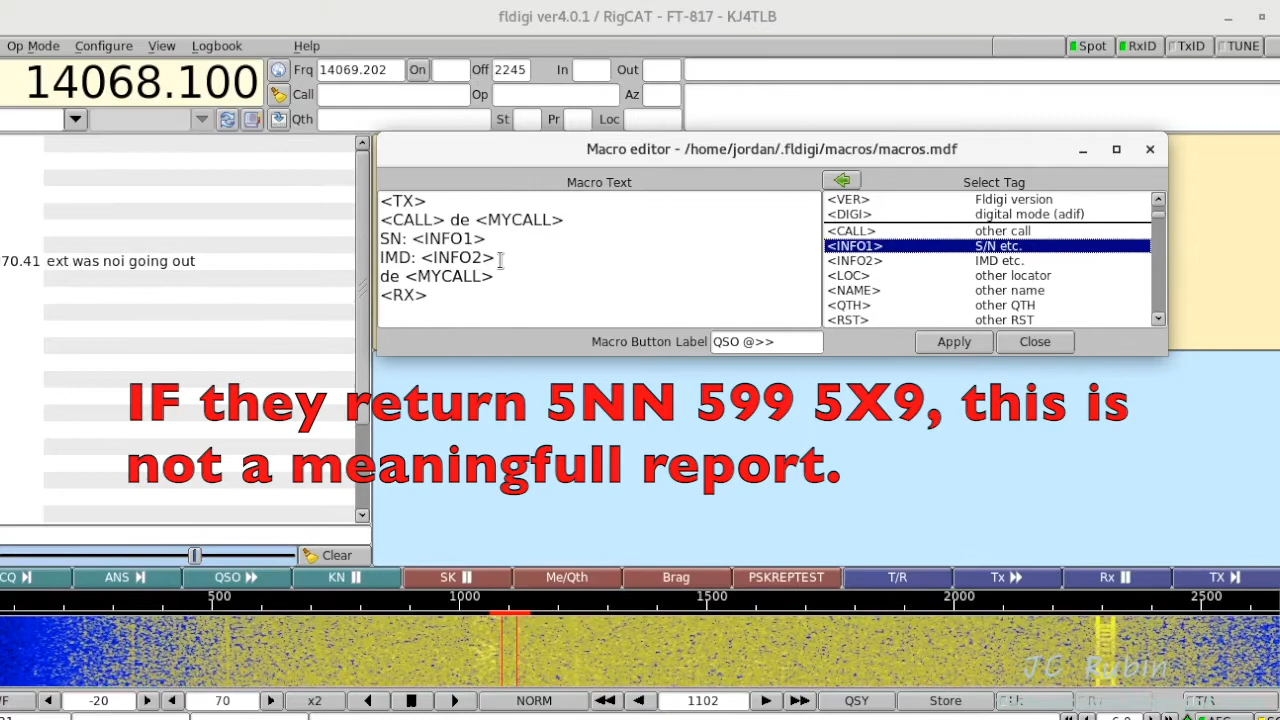 fldigi ver4.0.1 / RigCAT - FT-817 - KJ4TLB
Op Mode Configure View Logbook Help Spot RxID TxID TUNE
14068.100 Frq 14069.202 On Off 2245 In Out
Call Op Az
Qth St Pr Loc
Macro editor - /home/jordan/.fldigi/macros/macros.mdf
Macro Text Select Tag
<TX>
<CALL> de <MYCALL>
SN: <INFO1>
IMD: <INFO2>
de <MYCALL>
<RX>
<VER> Fldigi version
<DIGI> digital mode (adif)
<CALL> other call
<INFO1> S/N etc.
<INFO2> IMD etc.
<LOC> other locator
<NAME> other name
<QTH> other QTH
<RST> other RST
70.41 ext was noi going out
Macro Button Label QSO @>> Apply Close
IF they return 5NN 599 5X9, this is
not a meaningfull report.
Clear
CQ ANS QSO KN SK Me/Qth Brag PSKREPTEST T/R Tx Rx TX
500 1000 1500 2000 2500
JC Rubin
-20 70 x2 NORM 1102 QSY Store T/R